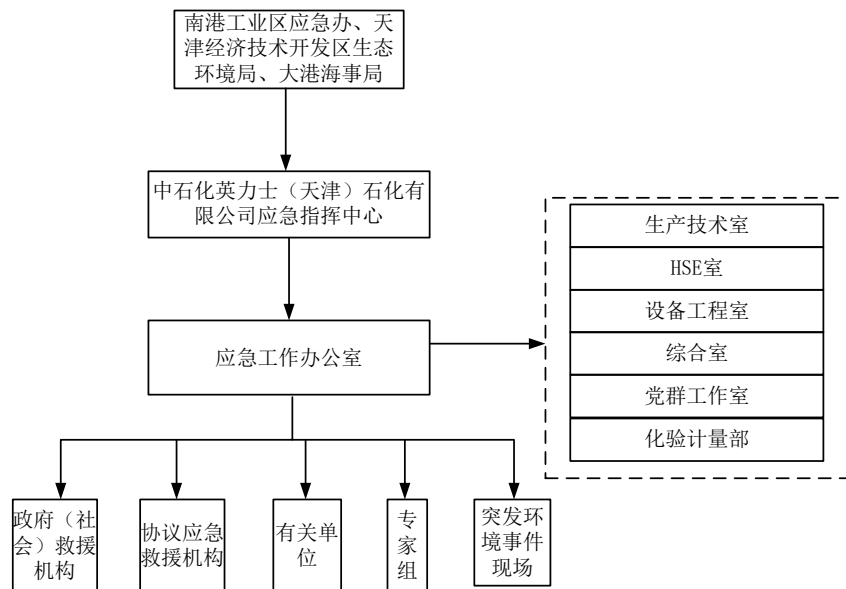 南港工业区应急办、天
津经济技术开发区生态
环境局、大港海事局
中石化英力士（天津）石化有
限公司应急指挥中心
生产技术室
HSE室
设备工程室
综合室
党群工作室
化验计量部
应急工作办公室
政府（社
会）救援
机构
协议应急
救援机构
有关单
位
专
家
组
突发环
境事件
现场